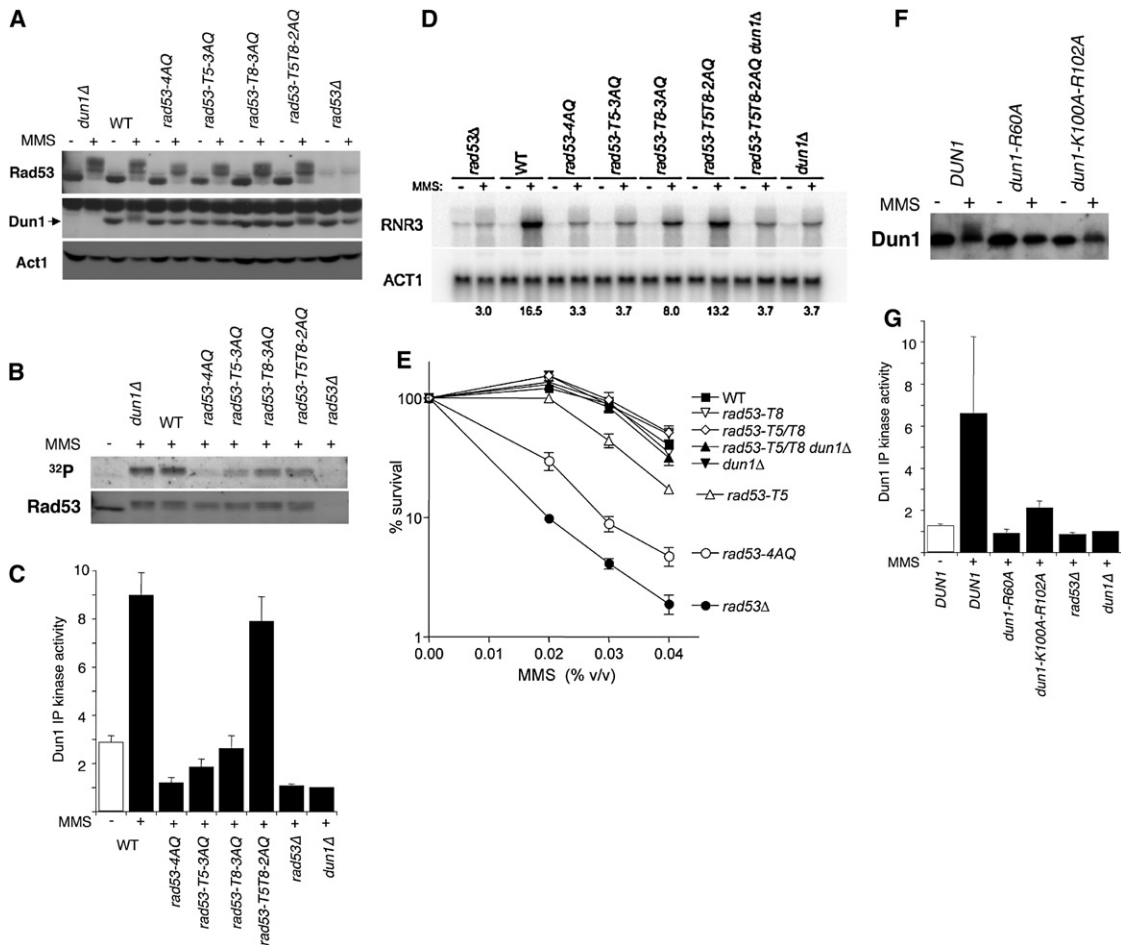 A
dun1Δ
WT
rad53-4AQ
rad53-T5-3AQ
rad53-T8-3AQ
rad53-T5T8-2AQ
rad53Δ
MMS - + - + - + - + - + - + - +
Rad53
Dun1
Act1
B
dun1Δ
WT
rad53-4AQ
rad53-T5-3AQ
rad53-T8-3AQ
rad53-T5T8-2AQ
rad53Δ
MMS - + + + + + + +
32P
Rad53
C
Dun1 IP kinase activity
10
8
6
4
2
MMS - + + + + + + +
WT
rad53-4AQ
rad53-T5-3AQ
rad53-T8-3AQ
rad53-T5T8-2AQ
rad53Δ
dun1Δ
D
rad53Δ
WT
rad53-4AQ
rad53-T5-3AQ
rad53-T8-3AQ
rad53-T5T8-2AQ
rad53-T5T8-2AQ dun1Δ
dun1Δ
MMS: - + - + - + - + - + - + - + - +
RNR3
ACT1
3.0 16.5 3.3 3.7 8.0 13.2 3.7 3.7
E
% survival
100
10
1
0.00 0.01 0.02 0.03 0.04
MMS (% v/v)
WT
rad53-T8
rad53-T5/T8
rad53-T5/T8 dun1Δ
dun1Δ
rad53-T5
rad53-4AQ
rad53Δ
F
DUN1
dun1-R60A
dun1-K100A-R102A
MMS - + - + - +
Dun1
G
Dun1 IP kinase activity
10
8
6
4
2
MMS - + + + + +
DUN1
DUN1
dun1-R60A
dun1-K100A-R102A
rad53Δ
dun1Δ